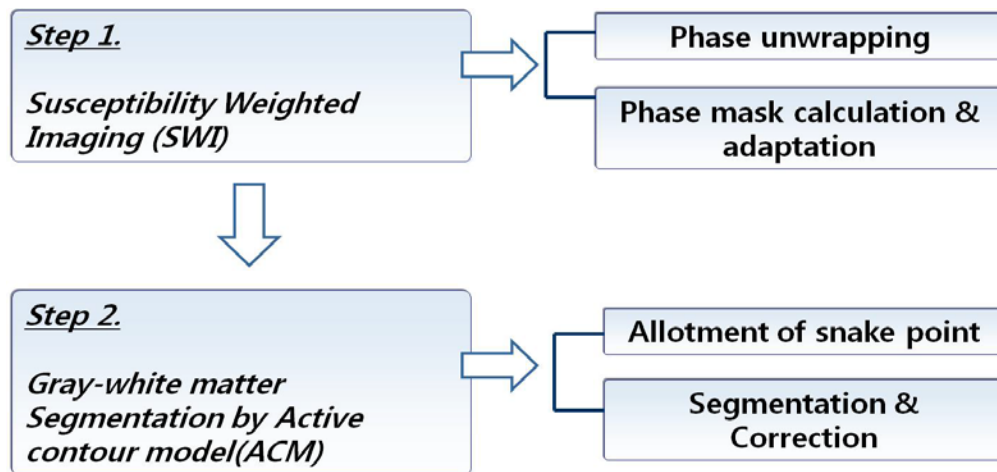 Step 1.
Susceptibility Weighted
Imaging (SWI)
Phase unwrapping
Phase mask calculation &
adaptation
Step 2.
Gray-white matter
Segmentation by Active
contour model(ACM)
Allotment of snake point
Segmentation &
Correction